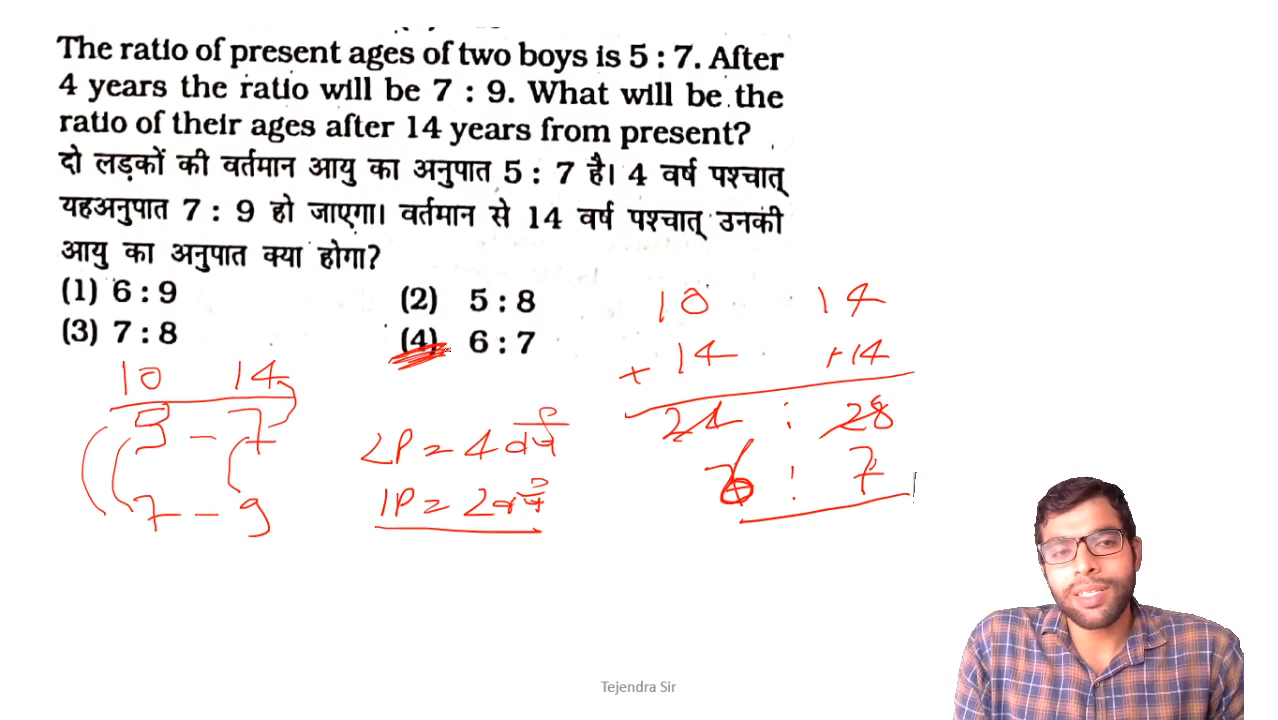 The ratio of present ages of two boys is 5 : 7. After
4 years the ratio will be 7 : 9. What will be the
ratio of their ages after 14 years from present?
दो लड़कों की वर्तमान आयु का अनुपात 5 : 7 है। 4 वर्ष पश्चात्
यहअनुपात 7 : 9 हो जाएगा। वर्तमान से 14 वर्ष पश्चात् उनकी
आयु का अनुपात क्या होगा?
(1) 6 : 9 (2) 5 : 8
(3) 7 : 8 (4) 6 : 7
10 14
5 – 7
7 – 9
2P = 4 वर्ष
1P = 2 वर्ष
10 14
+ 14 +14
24 : 28
6 : 7
Tejendra Sir